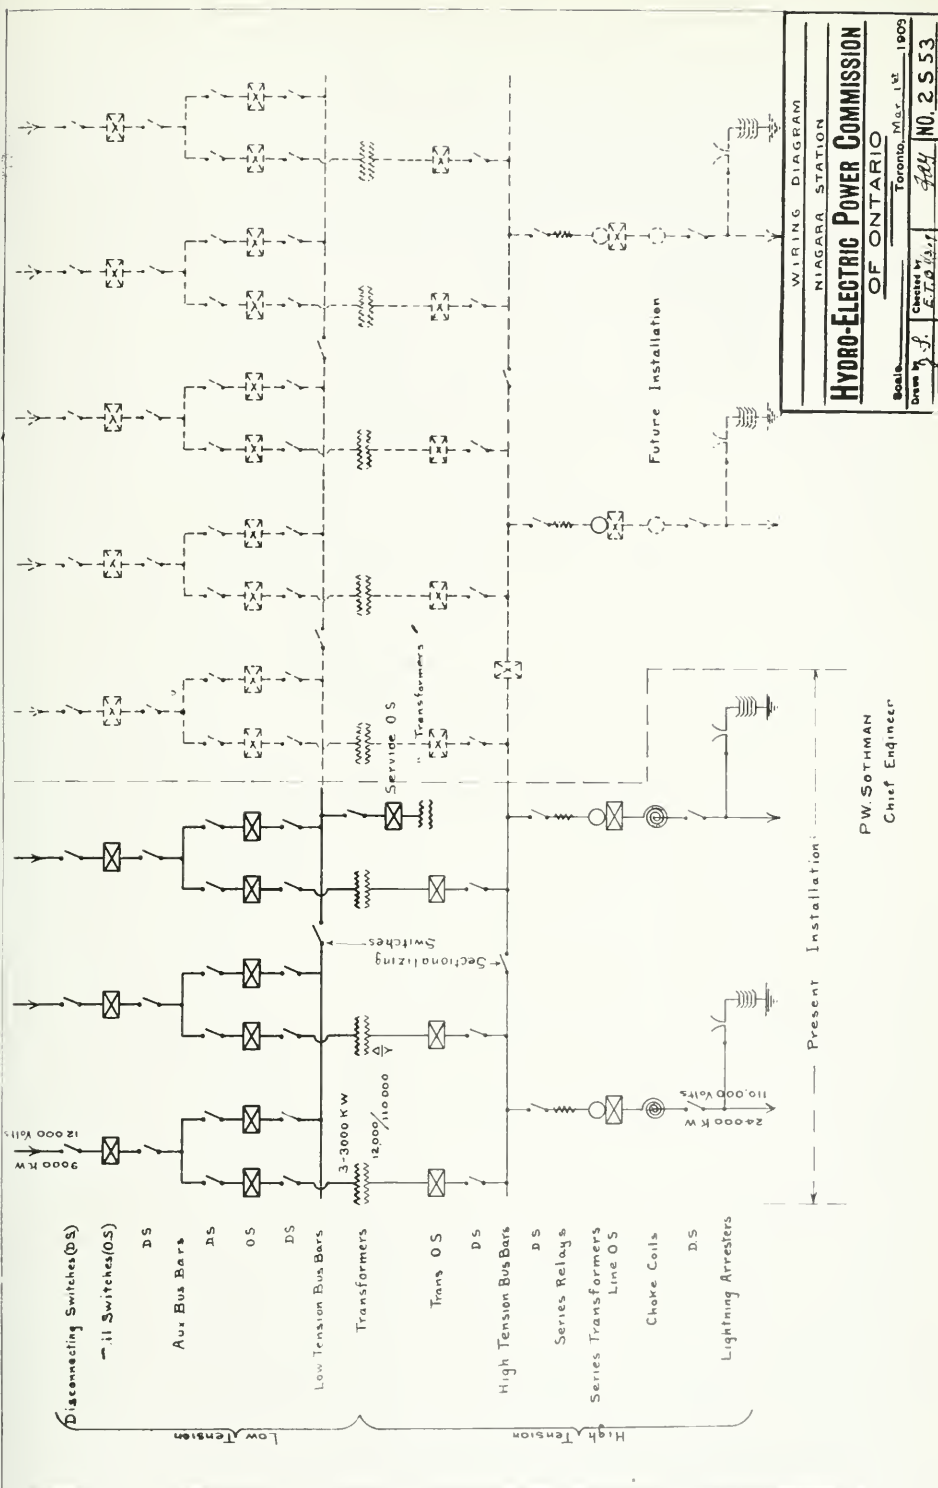 Disconnecting Switches(DS)
il Switches(OS)
DS
Aux Bus Bars
DS
OS
DS
Low Tension Bus Bars
Transformers
Trans OS
DS
High Tension Bus Bars
DS
Series Relays
Series Transformers
Line OS
Choke Coils
D.S
Lightning Arresters
Low Tension
High Tension
9000 KW
12000 Volts
3-3000 KW
12,000/110 000
Δ|Y
Sectionalizing
Switches
Service OS
" Transformers
24000 KW
110,000 Volts
Present Installation
Future Installation
P.W. SOTHMAN
Chief Engineer
WIRING DIAGRAM
NIAGARA STATION
HYDRO-ELECTRIC POWER COMMISSION
OF ONTARIO
Scale Toronto, Mar. 1st 1909
Drawn by Checked by NO. 2553